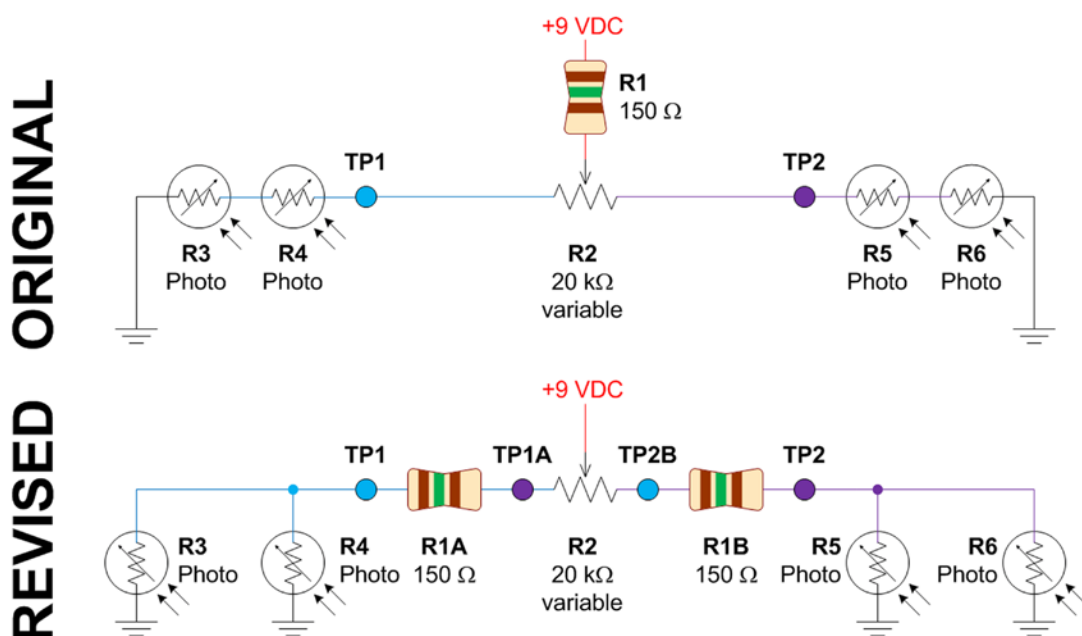 ORIGINAL
+9 VDC
R1
150 Ω
TP1
TP2
R3
Photo
R4
Photo
R2
20 kΩ
variable
R5
Photo
R6
Photo
REVISED
+9 VDC
TP1
TP1A
TP2B
TP2
R3
Photo
R4
Photo
R1A
150 Ω
R2
20 kΩ
variable
R1B
150 Ω
R5
Photo
R6
Photo